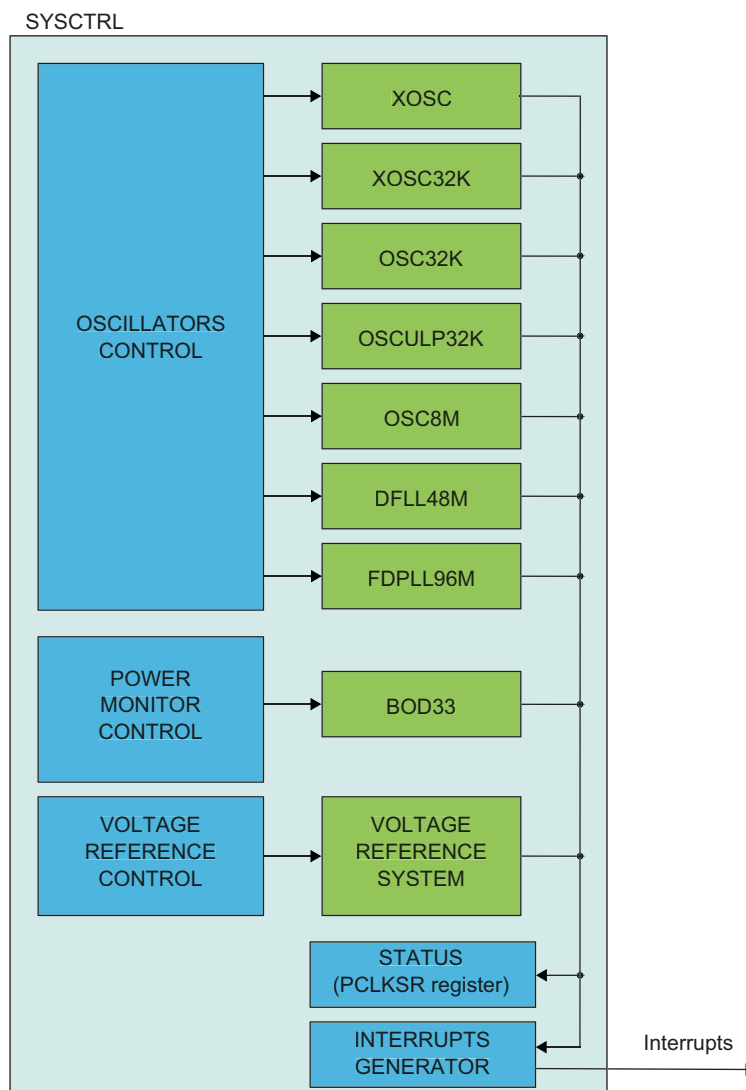 SYSCTRL
OSCILLATORS
CONTROL
XOSC
XOSC32K
OSC32K
OSCULP32K
OSC8M
DFLL48M
FDPLL96M
POWER
MONITOR
CONTROL
BOD33
VOLTAGE
REFERENCE
CONTROL
VOLTAGE
REFERENCE
SYSTEM
STATUS
(PCLKSR register)
INTERRUPTS
GENERATOR
Interrupts